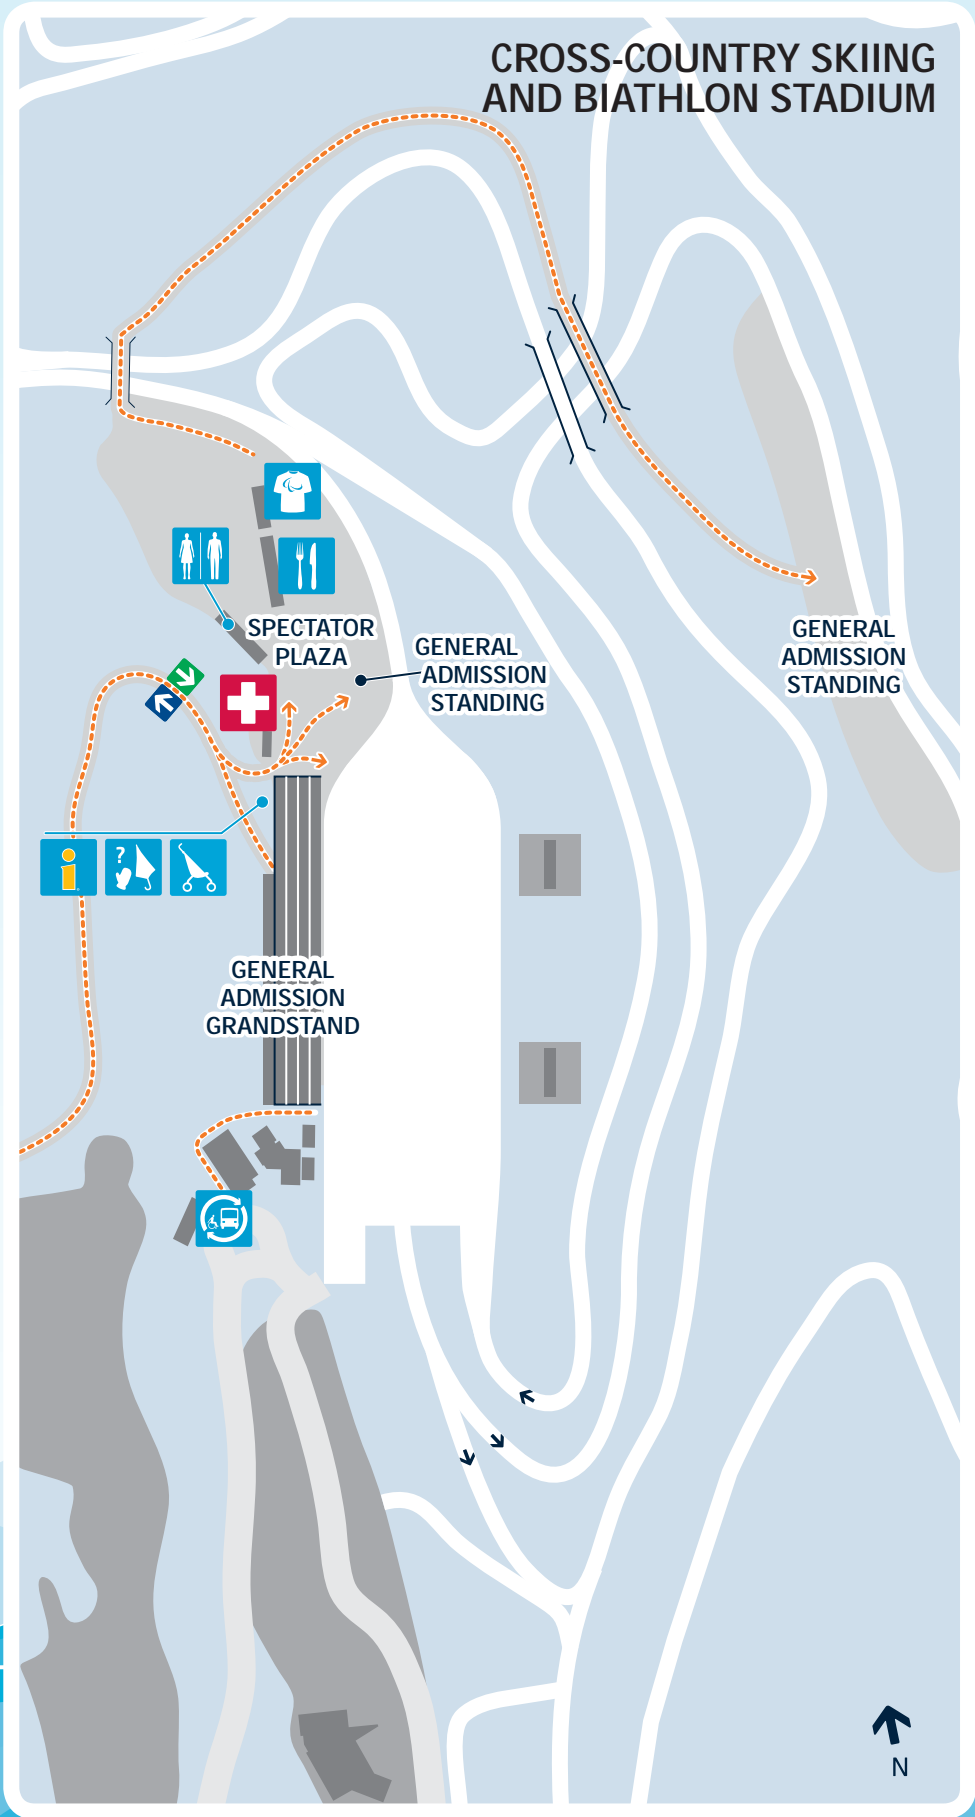 CROSS-COUNTRY SKIING
AND BIATHLON STADIUM
SPECTATOR
PLAZA
GENERAL
ADMISSION
STANDING
GENERAL
ADMISSION
STANDING
?
i
GENERAL
ADMISSION
GRANDSTAND
N